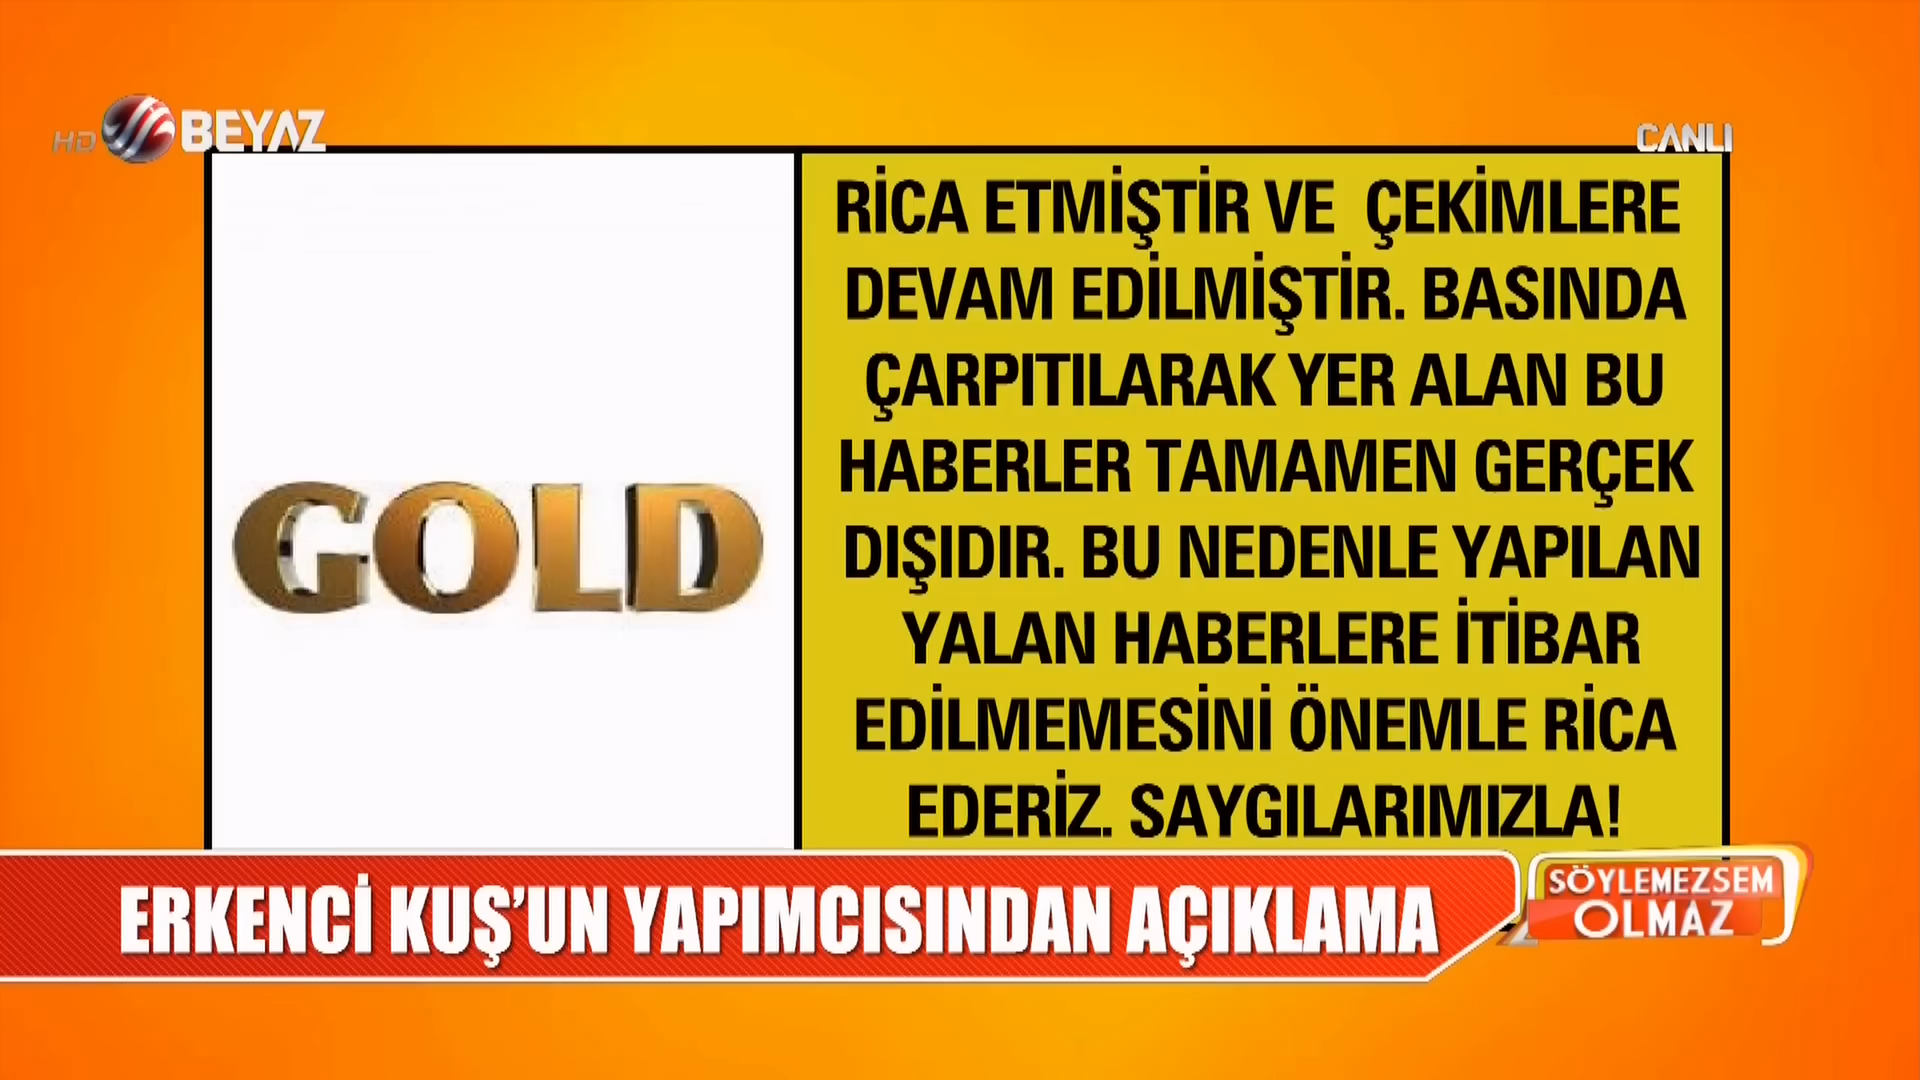 HD BEYAZ
CANLI
RİCA ETMİŞTİR VE ÇEKİMLERE
DEVAM EDİLMİŞTİR. BASINDA
ÇARPITILARAK YER ALAN BU
HABERLER TAMAMEN GERÇEK
DIŞIDIR. BU NEDENLE YAPILAN
YALAN HABERLERE İTİBAR
EDİLMEMESİNİ ÖNEMLE RİCA
EDERİZ. SAYGILARIMIZLA!
GOLD
ERKENCİ KUŞ'UN YAPIMCISINDAN AÇIKLAMA
SÖYLEMEZSEM
OLMAZ